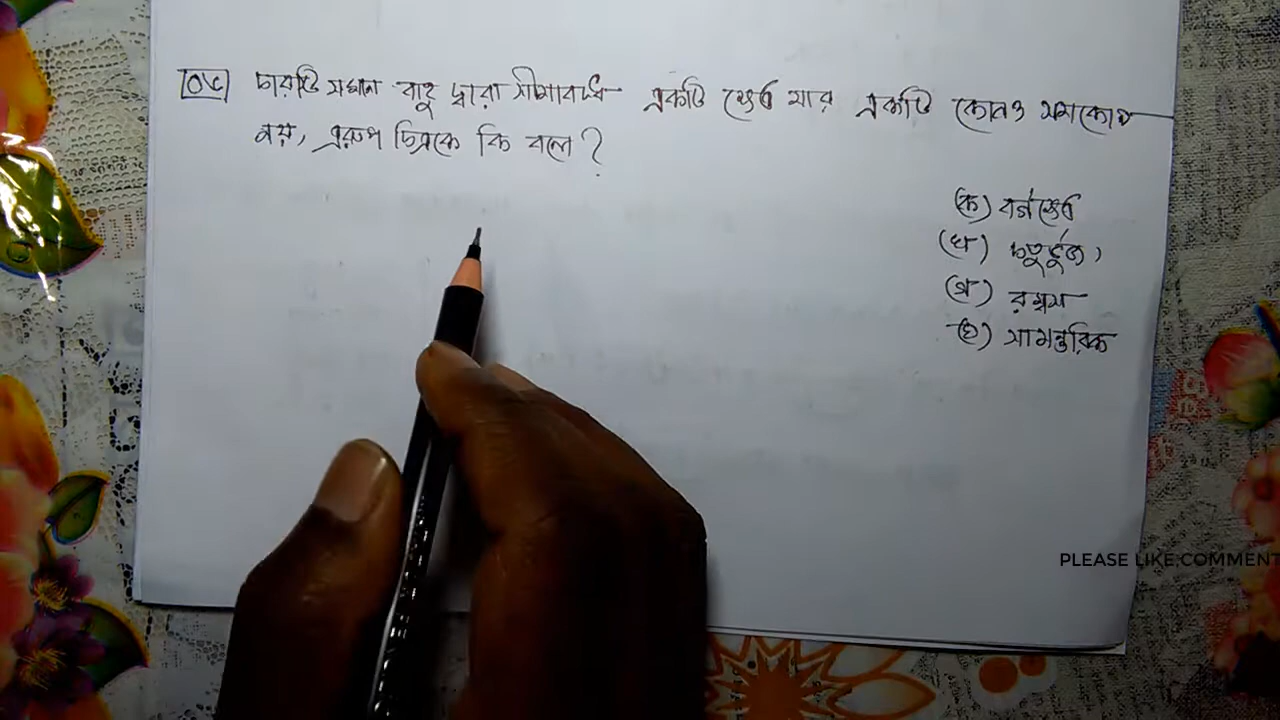 ০৬ চারটি সমান বাহু দ্বারা সীমাবদ্ধ একটি ক্ষেত্র যার একটি কোনও সমকোণ
নয়, এরূপ চিত্রকে কি বলে?
(ক) বর্গক্ষেত্র
(খ) চতুর্ভুজ,
(গ) রম্বস
(ঘ) সামন্তরিক
PLEASE LIKE,COMMENT